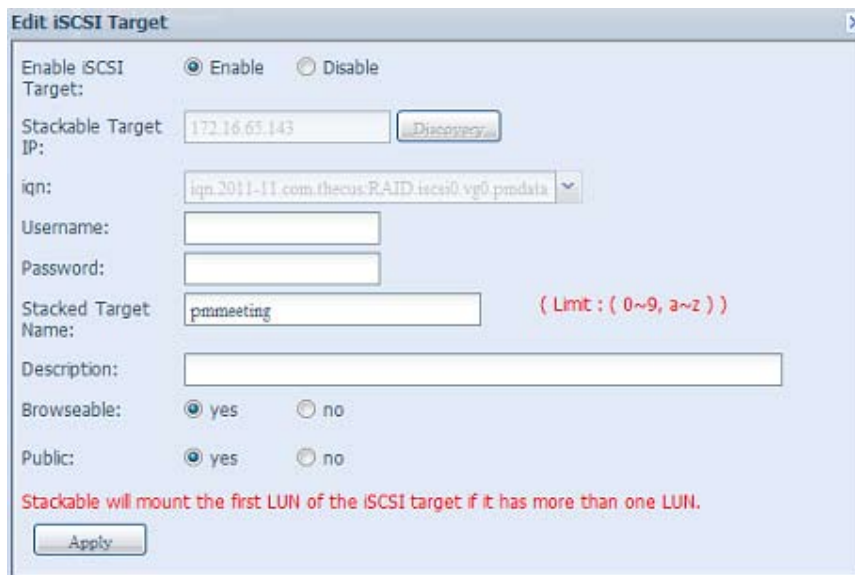 Edit iSCSI Target
Enable iSCSI Target: Enable Disable
Stackable Target IP: 172.16.65.143 Discovery
iqn: iqn.2011-11.com.thecus:RAID.iscsi0.vg0.pmdata
Username:
Password:
Stacked Target Name: pmmeeting ( Limit : ( 0~9, a~z ) )
Description:
Browseable: yes no
Public: yes no
Stackable will mount the first LUN of the iSCSI target if it has more than one LUN.
Apply